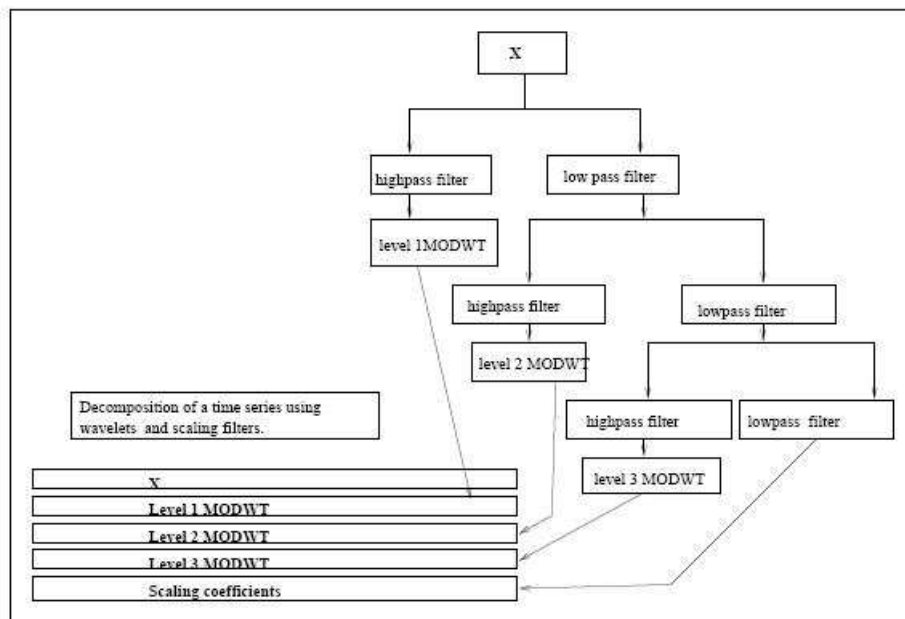 X
highpass filter
low pass filter
level 1MODWT
highpass filter
lowpass filter
level 2 MODWT
Decomposition of a time series using
wavelets and scaling filters.
highpass filter
lowpass filter
level 3 MODWT
X
Level 1 MODWT
Level 2 MODWT
Level 3 MODWT
Scaling coefficients